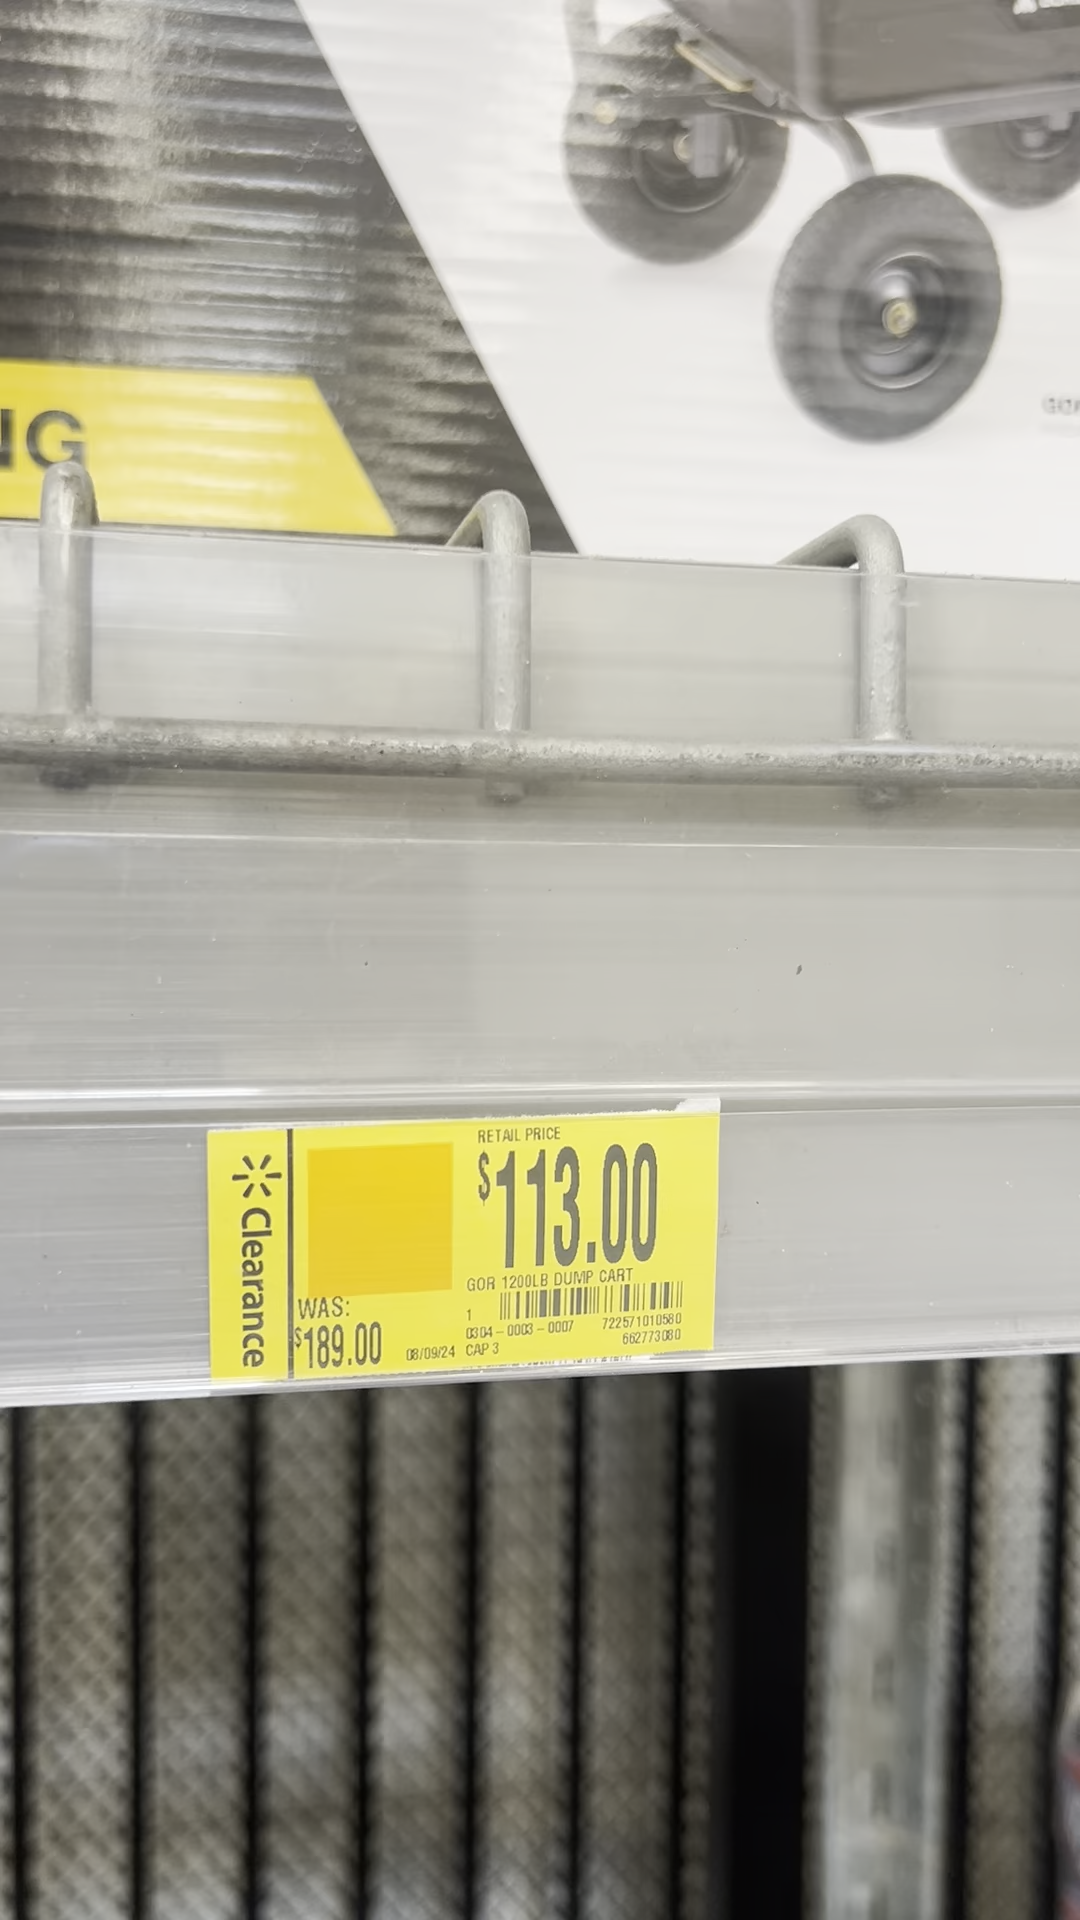 NG
RETAIL PRICE
$113.00
GOR 1200LB DUMP CART
Clearance
WAS:
$189.00
1
0304-0003-0007
722571010580
662773080
08/09/24
CAP 3